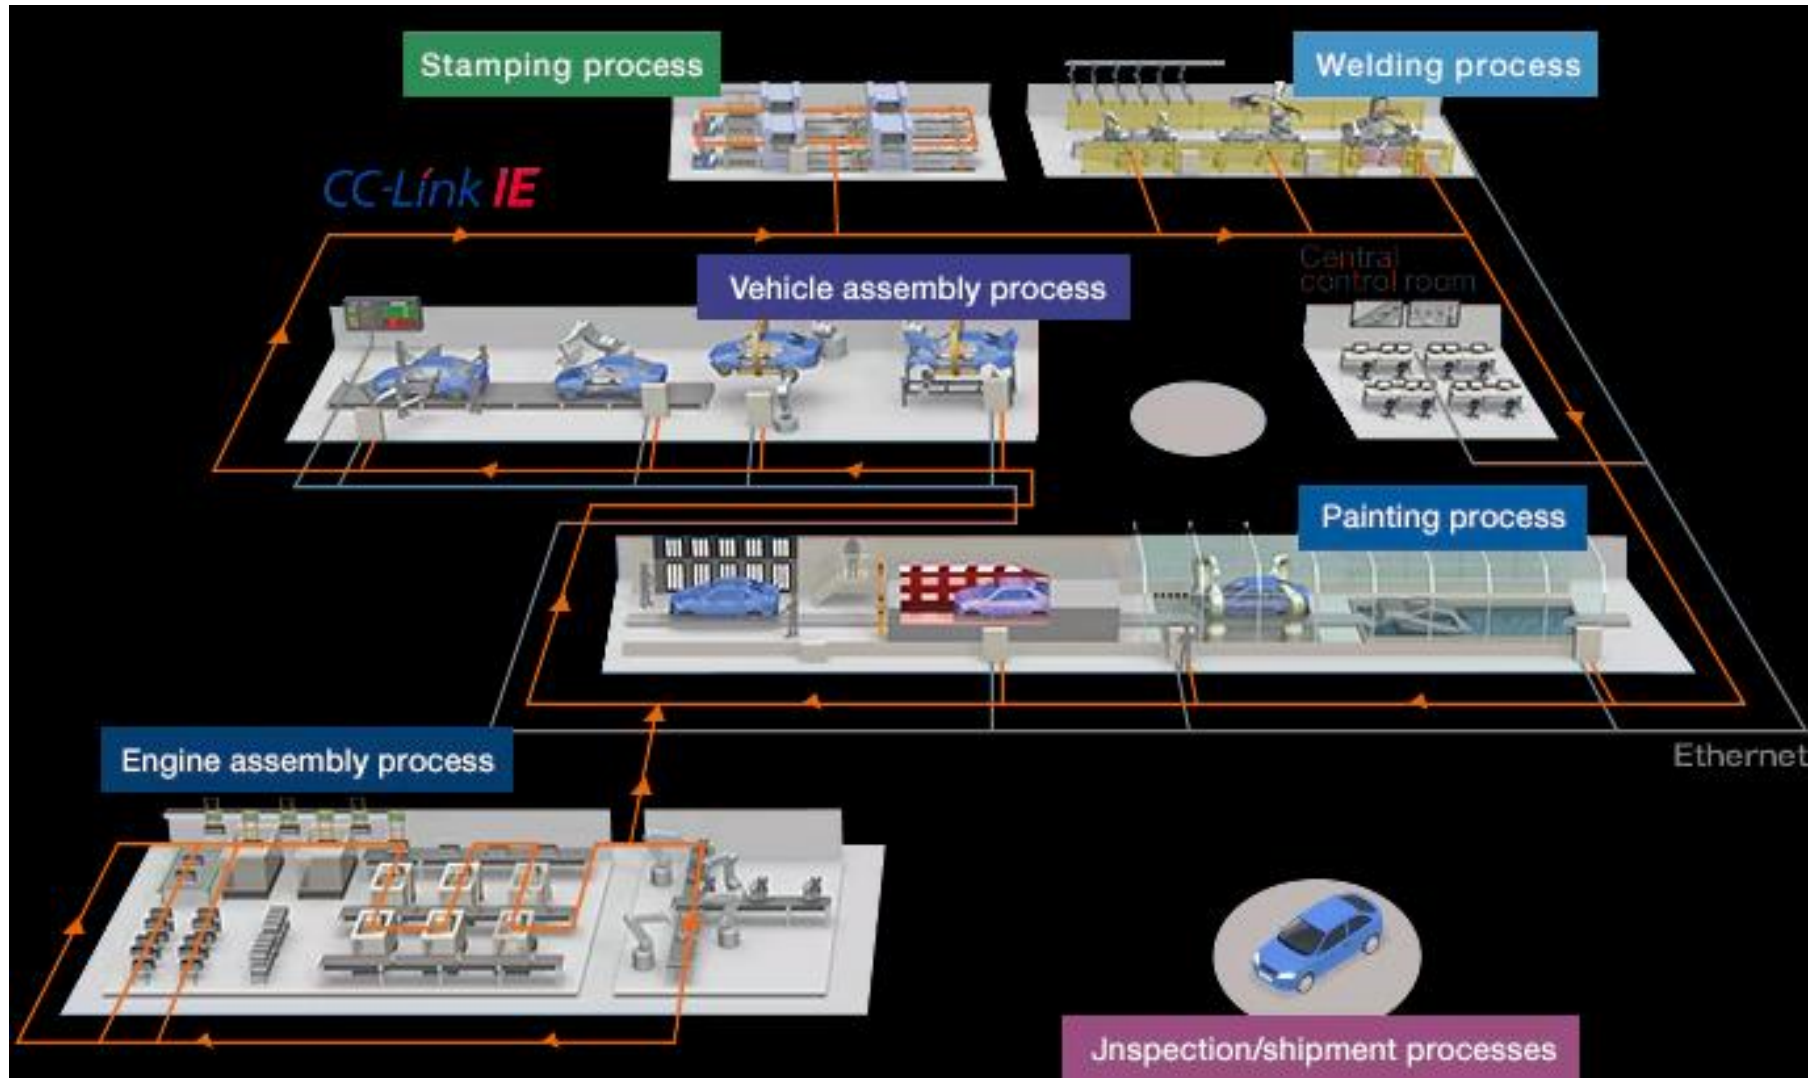 Stamping process
Welding process
CC-Link IE
Central
control room
Vehicle assembly process
Painting process
Ethernet
Engine assembly process
Jnspection/shipment processes